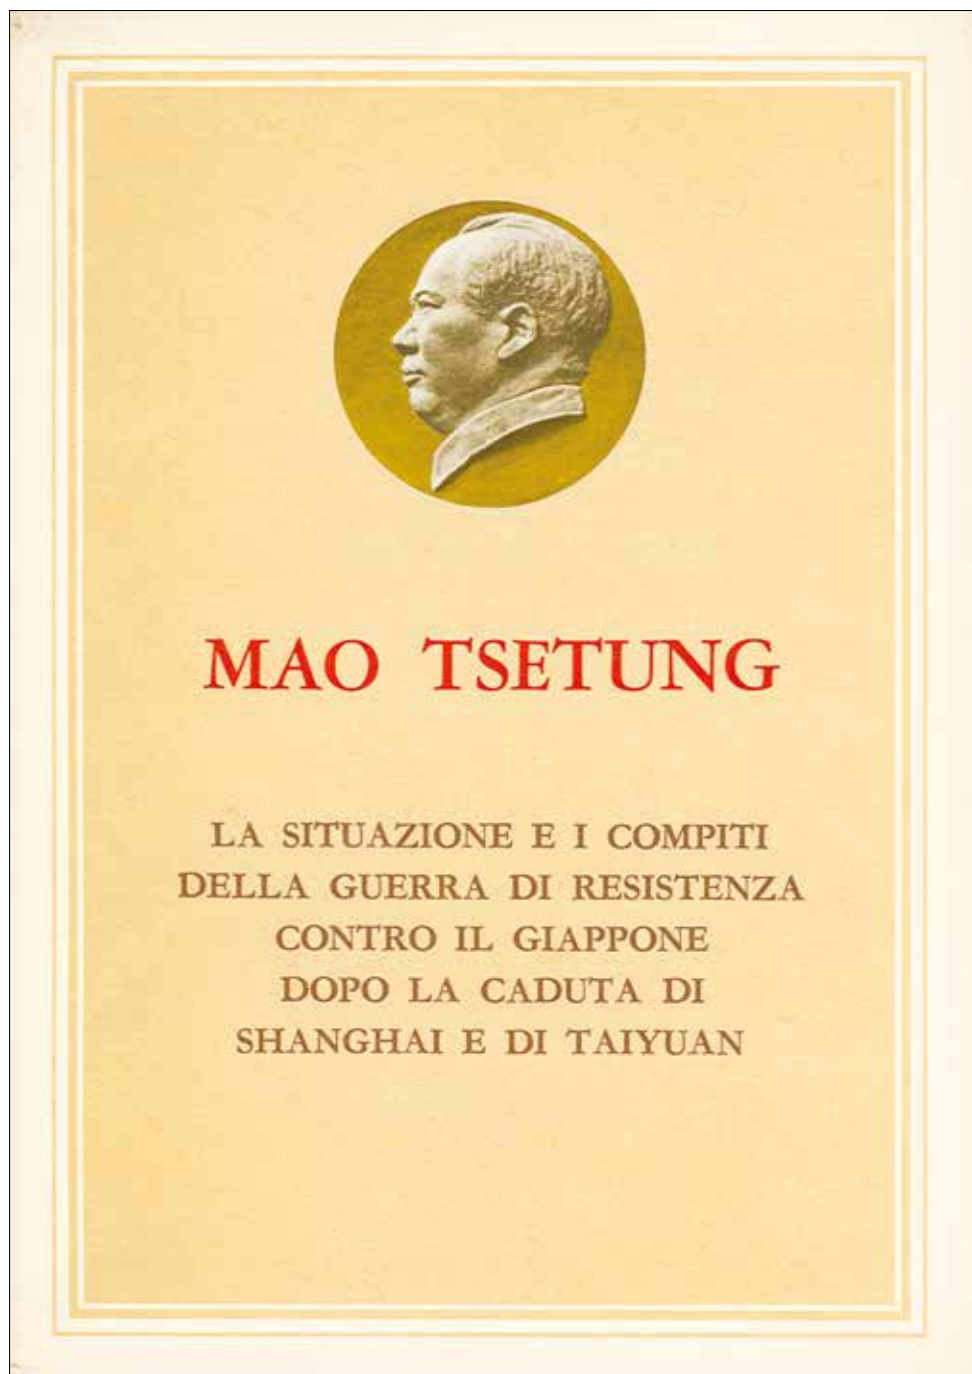 MAO TSETUNG
LA SITUAZIONE E I COMPITI
DELLA GUERRA DI RESISTENZA
CONTRO IL GIAPPONE
DOPO LA CADUTA DI
SHANGHAI E DI TAIYUAN